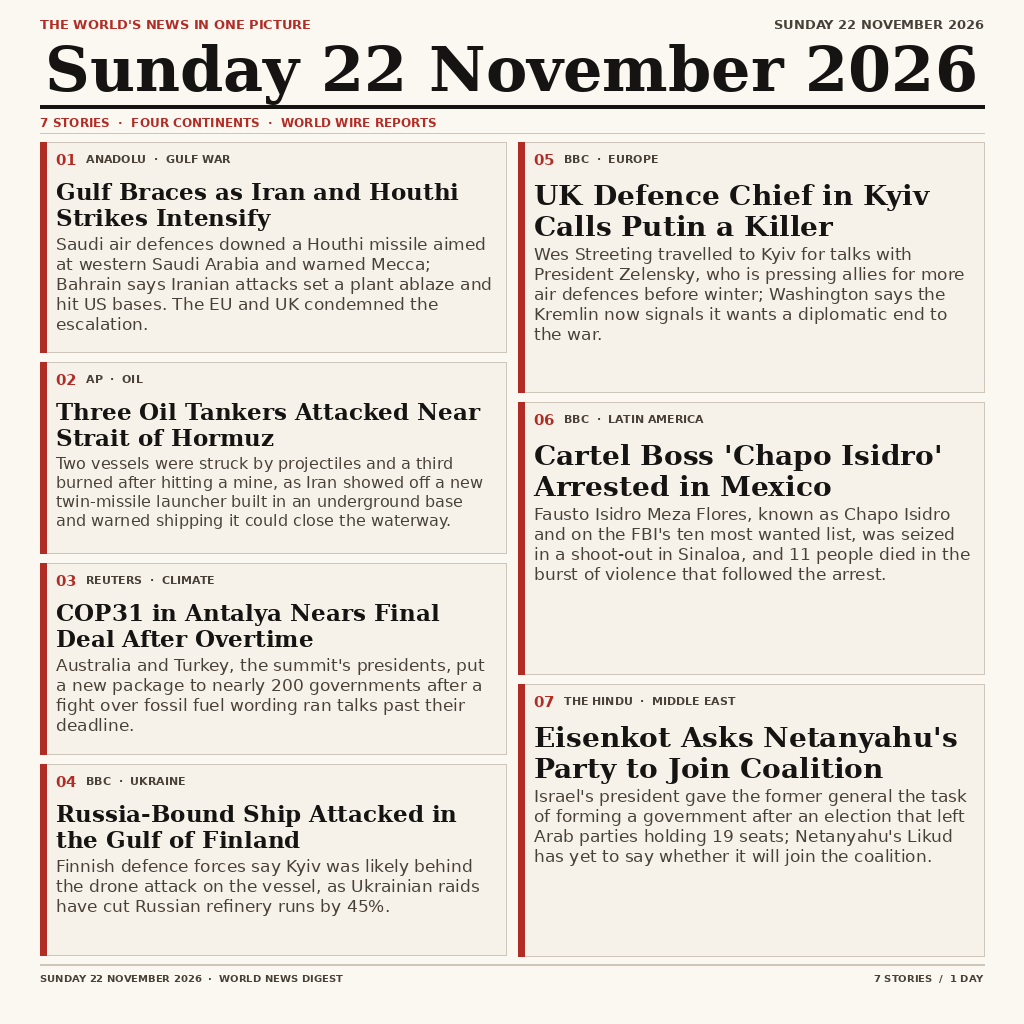 THE WORLD'S NEWS IN ONE PICTURE
SUNDAY 22 NOVEMBER 2026
Sunday 22 November 2026
7 STORIES · FOUR CONTINENTS · WORLD WIRE REPORTS
01 ANADOLU · GULF WAR
Gulf Braces as Iran and Houthi
Strikes Intensify
Saudi air defences downed a Houthi missile aimed
at western Saudi Arabia and warned Mecca;
Bahrain says Iranian attacks set a plant ablaze and
hit US bases. The EU and UK condemned the
escalation.
02 AP · OIL
Three Oil Tankers Attacked Near
Strait of Hormuz
Two vessels were struck by projectiles and a third
burned after hitting a mine, as Iran showed off a new
twin-missile launcher built in an underground base
and warned shipping it could close the waterway.
03 REUTERS · CLIMATE
COP31 in Antalya Nears Final
Deal After Overtime
Australia and Turkey, the summit's presidents, put
a new package to nearly 200 governments after a
fight over fossil fuel wording ran talks past their
deadline.
04 BBC · UKRAINE
Russia-Bound Ship Attacked in
the Gulf of Finland
Finnish defence forces say Kyiv was likely behind
the drone attack on the vessel, as Ukrainian raids
have cut Russian refinery runs by 45%.
05 BBC · EUROPE
UK Defence Chief in Kyiv
Calls Putin a Killer
Wes Streeting travelled to Kyiv for talks with
President Zelensky, who is pressing allies for more
air defences before winter; Washington says the
Kremlin now signals it wants a diplomatic end to
the war.
06 BBC · LATIN AMERICA
Cartel Boss 'Chapo Isidro'
Arrested in Mexico
Fausto Isidro Meza Flores, known as Chapo Isidro
and on the FBI's ten most wanted list, was seized
in a shoot-out in Sinaloa, and 11 people died in the
burst of violence that followed the arrest.
07 THE HINDU · MIDDLE EAST
Eisenkot Asks Netanyahu's
Party to Join Coalition
Israel's president gave the former general the task
of forming a government after an election that left
Arab parties holding 19 seats; Netanyahu's Likud
has yet to say whether it will join the coalition.
SUNDAY 22 NOVEMBER 2026 · WORLD NEWS DIGEST
7 STORIES / 1 DAY